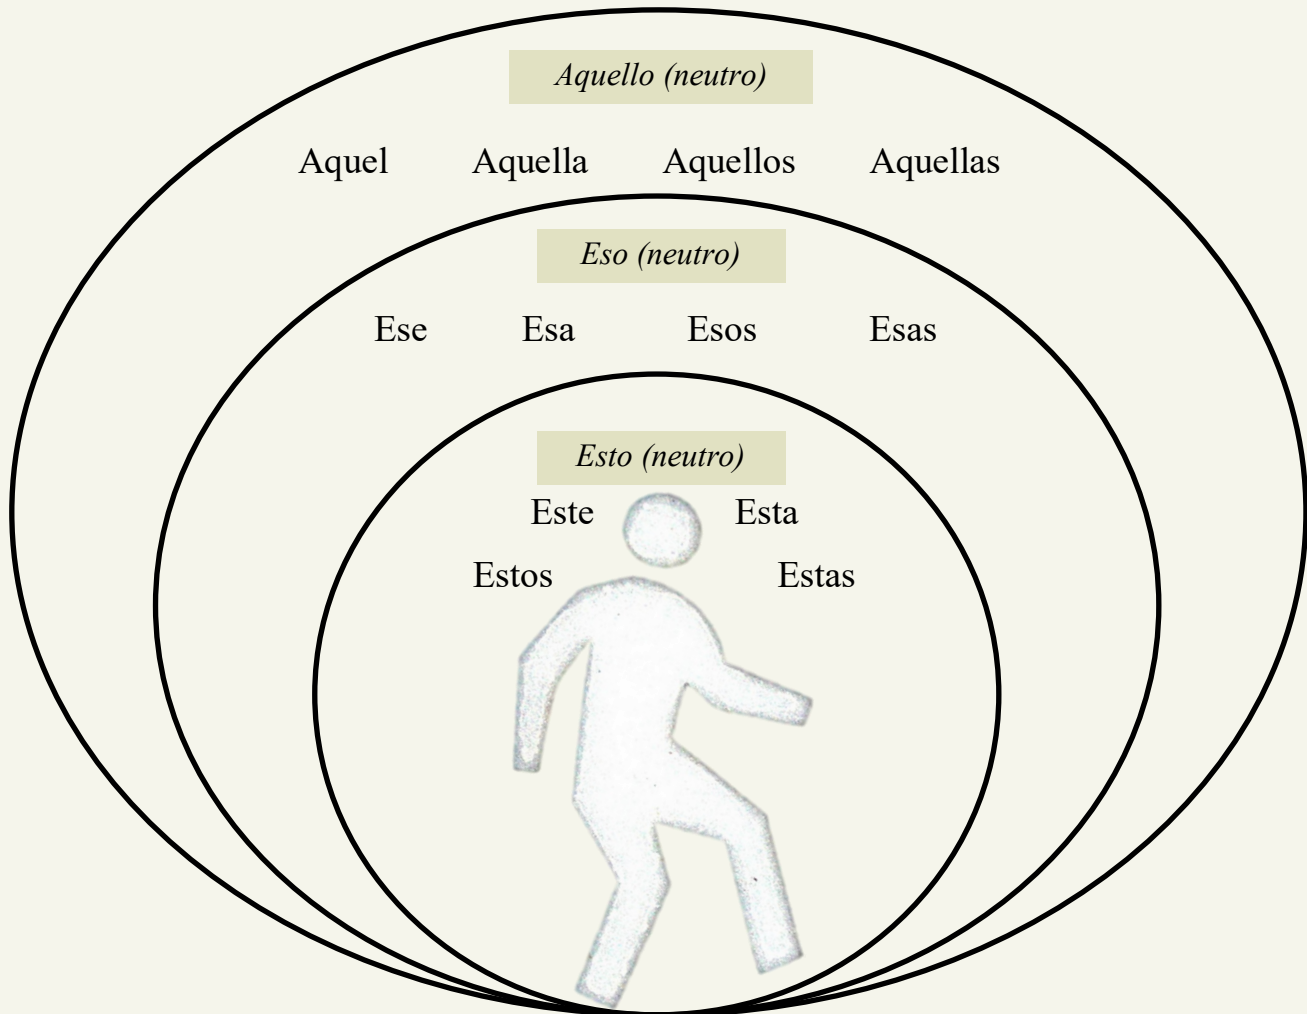 Aquello (neutro)
Aquel Aquella Aquellos Aquellas
Eso (neutro)
Ese Esa Esos Esas
Esto (neutro)
Este Esta
Estos Estas